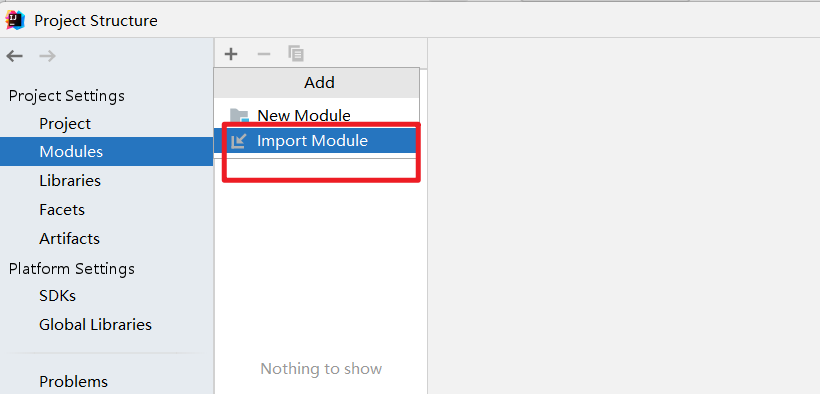 Project Structure
Project Settings
Project
Modules
Libraries
Facets
Artifacts
Platform Settings
SDKs
Global Libraries
Problems
Add
New Module
Import Module
Nothing to show